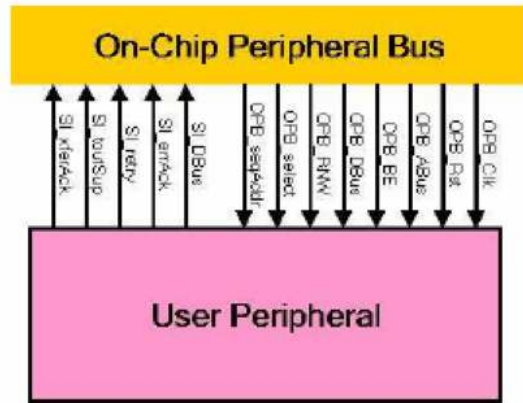 On-Chip Peripheral Bus
Sl_xferAck
Sl_toutSup
Sl_retry
Sl_errAck
Sl_DBus
OPB_seqAddr
OPB_select
OPB_RNW
OPB_DBus
OPB_BE
OPB_ABus
OPB_Rst
OPB_Clk
User Peripheral